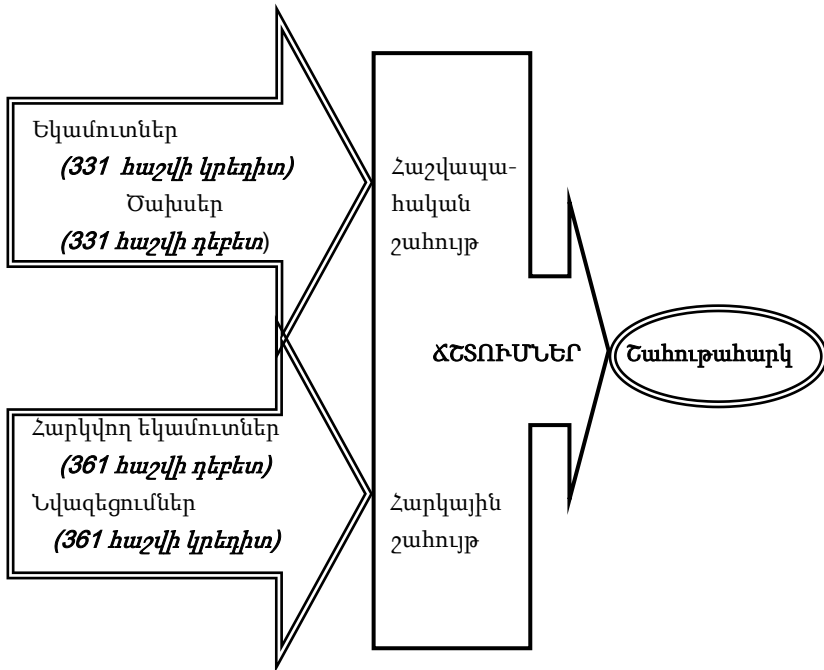 Եկամուտներ
(331 հաշվի կրեդիտ)
Ծախսեր
(331 հաշվի դեբետ)
Հաշվապա-
հական
շահույթ
ՃՇՏՈՒՄՆԵՐ
Շահութահարկ
Հարկվող եկամուտներ
(361 հաշվի դեբետ)
Նվազեցումներ
(361 հաշվի կրեդիտ)
Հարկային
շահույթ